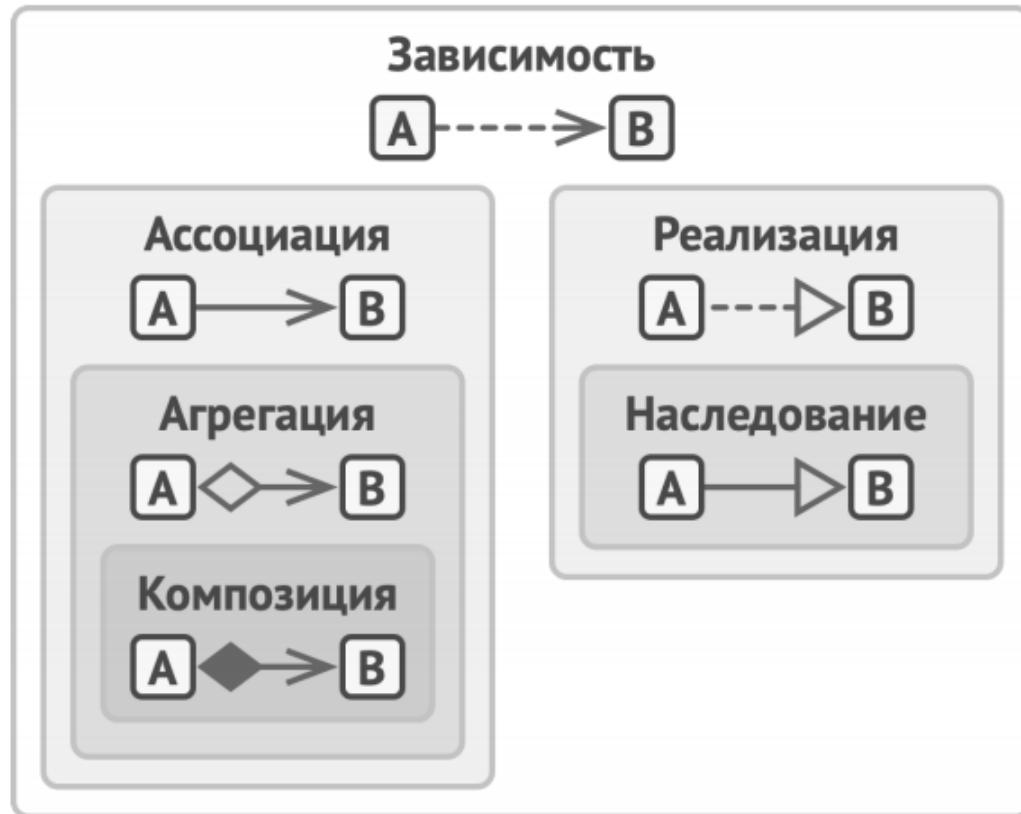 Зависимость
A B
Ассоциация
A B
Агрегация
A B
Композиция
A B
Реализация
A B
Наследование
A B